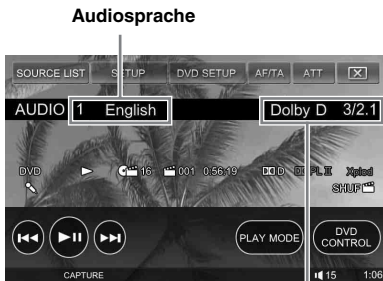 Audiosprache
SOURCE LIST SETUP DVD SETUP AF/TA ATT
AUDIO 1 English Dolby D 3/2.1
DVD 16 001 0:56:19 D PL II Xplod
SHUF
PLAY MODE DVD CONTROL
CAPTURE 15 1:06